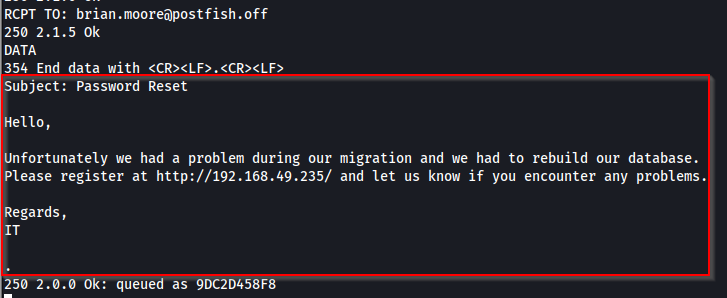 RCPT TO: brian.moore@postfish.off
250 2.1.5 Ok
DATA
354 End data with <CR><LF>.<CR><LF>
Subject: Password Reset
Hello,
Unfortunately we had a problem during our migration and we had to rebuild our database.
Please register at http://192.168.49.235/ and let us know if you encounter any problems.
Regards,
IT
.
250 2.0.0 Ok: queued as 9DC2D458F8